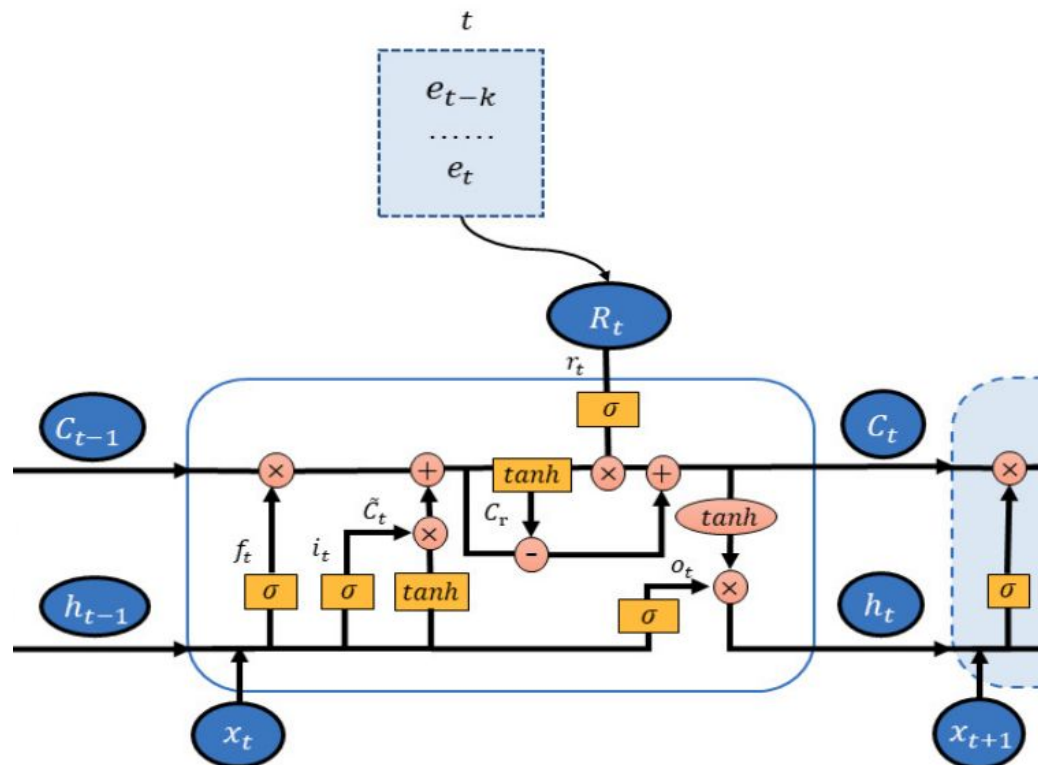 t
e_{t-k}
......
e_t
R_t
r_t
σ
C_{t-1}
C_t
×
+
tanh
×
+
×
C̃_t
C_r
tanh
f_t
i_t
×
-
o_t
h_{t-1}
σ
σ
tanh
σ
×
h_t
σ
x_t
x_{t+1}